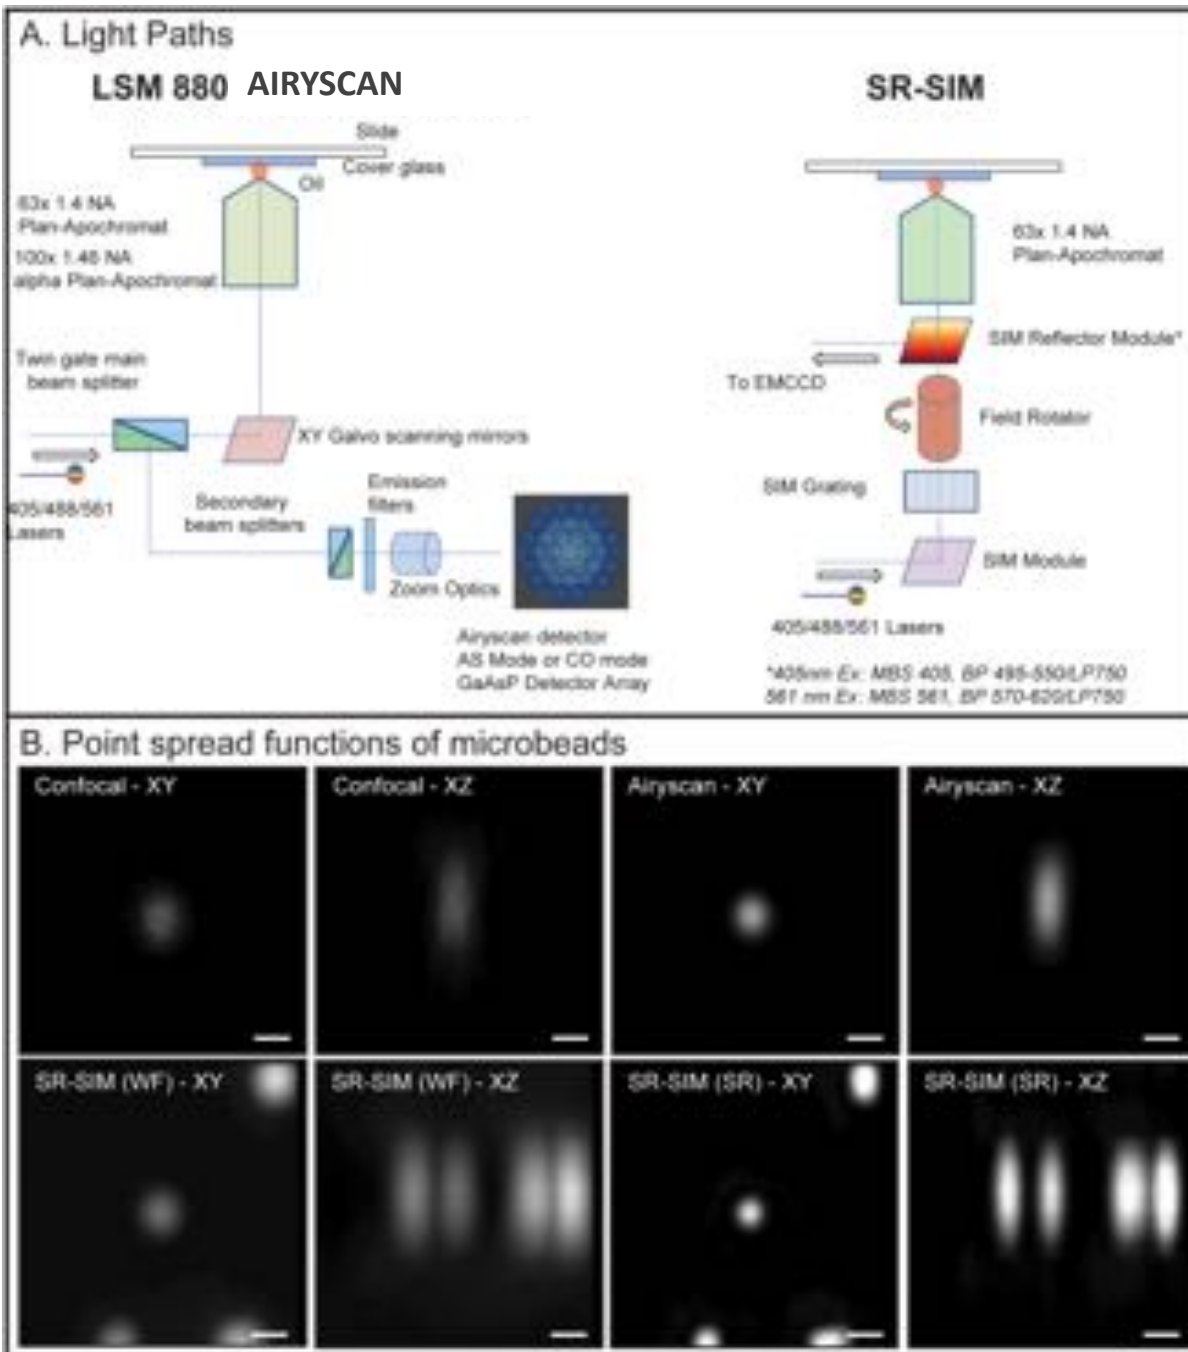 A. Light Paths
LSM 880 AIRYSCAN
Slide
Cover glass
Oil
63x 1.4 NA
Plan-Apochromat
100x 1.46 NA
alpha Plan-Apochromat
Twin gate main
beam splitter
XY Galvo scanning mirrors
405/488/561
Lasers
Secondary
beam splitters
Emission
filters
Zoom Optics
Airyscan detector
AS Mode or CO mode
GaAsP Detector Array
SR-SIM
63x 1.4 NA
Plan-Apochromat
SIM Reflector Module*
To EMCCD
Field Rotator
SIM Grating
SIM Module
405/488/561 Lasers
*405nm Ex: MBS 405, BP 495-550/LP750
561 nm Ex: MBS 561, BP 570-620/LP750
B. Point spread functions of microbeads
Confocal - XY
Confocal - XZ
Airyscan - XY
Airyscan - XZ
SR-SIM (WF) - XY
SR-SIM (WF) - XZ
SR-SIM (SR) - XY
SR-SIM (SR) - XZ